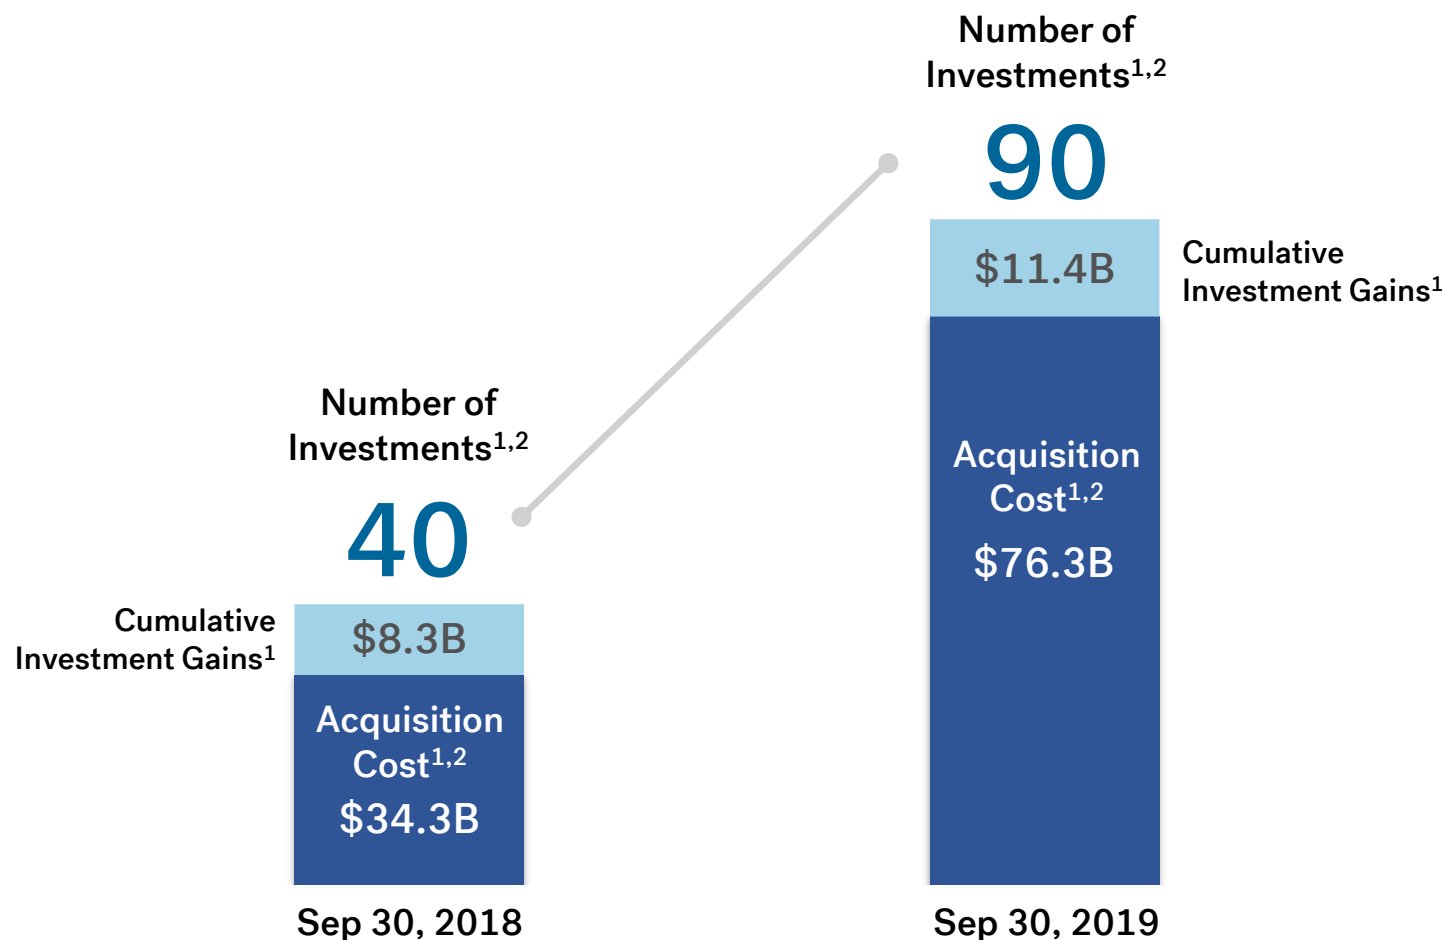 Number of
Investments1,2
40
Cumulative
Investment Gains1
$8.3B
Acquisition
Cost1,2
$34.3B
Sep 30, 2018
Number of
Investments1,2
90
$11.4B
Cumulative
Investment Gains1
Acquisition
Cost1,2
$76.3B
Sep 30, 2019